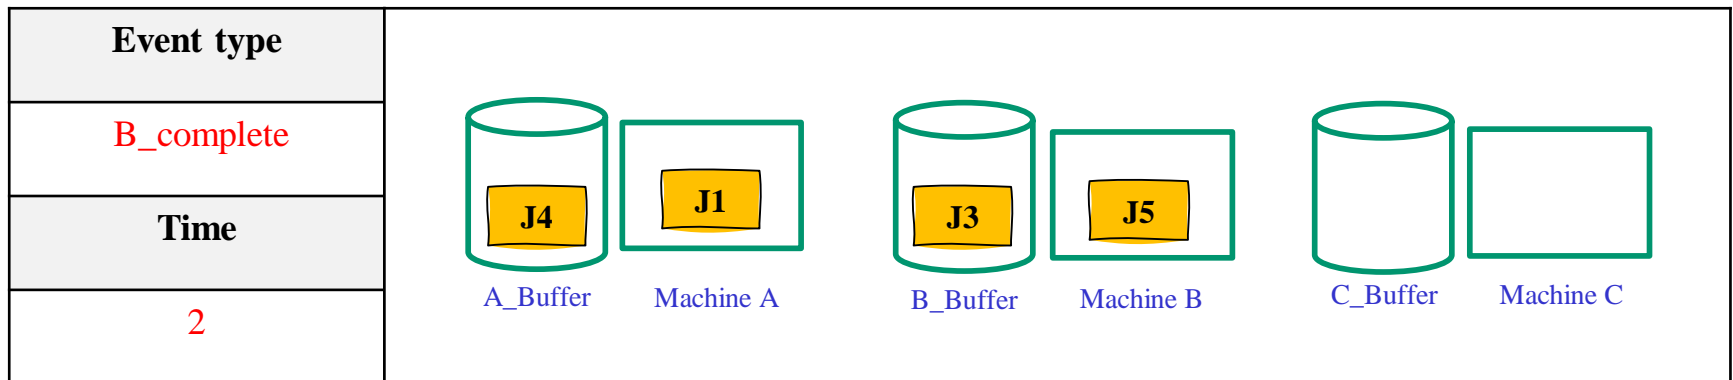 Event type
B_complete
Time
2
J4
J1
J3
J5
A_Buffer
Machine A
B_Buffer
Machine B
C_Buffer
Machine C